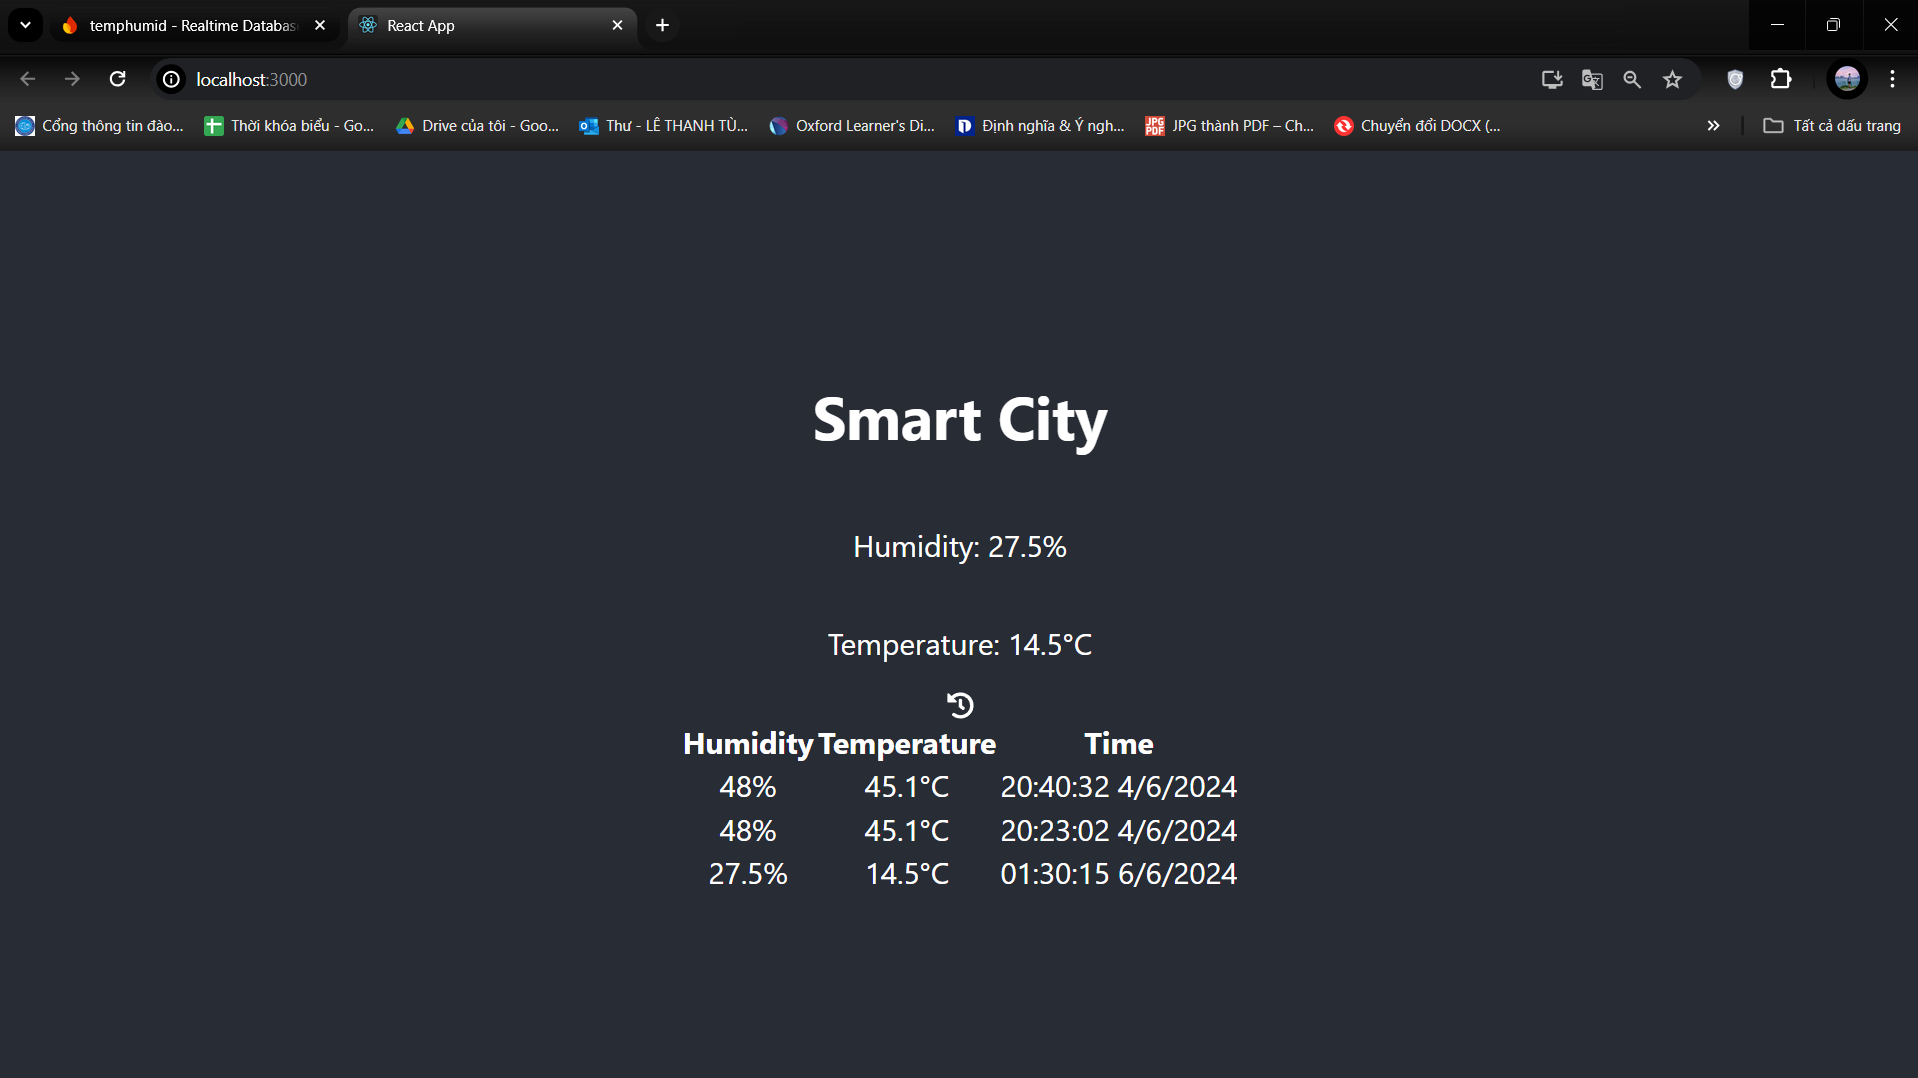 temphumid - Realtime Databas
React App
localhost:3000
Cổng thông tin đào...
Thời khóa biểu - Go...
Drive của tôi - Goo...
Thư - LÊ THANH TÙ...
Oxford Learner's Di...
Định nghĩa & Ý ngh...
JPG PDF
JPG thành PDF – Ch...
Chuyển đổi DOCX (...
Tất cả dấu trang
Smart City
Humidity: 27.5%
Temperature: 14.5°C
Humidity Temperature Time
48% 45.1°C 20:40:32 4/6/2024
48% 45.1°C 20:23:02 4/6/2024
27.5% 14.5°C 01:30:15 6/6/2024